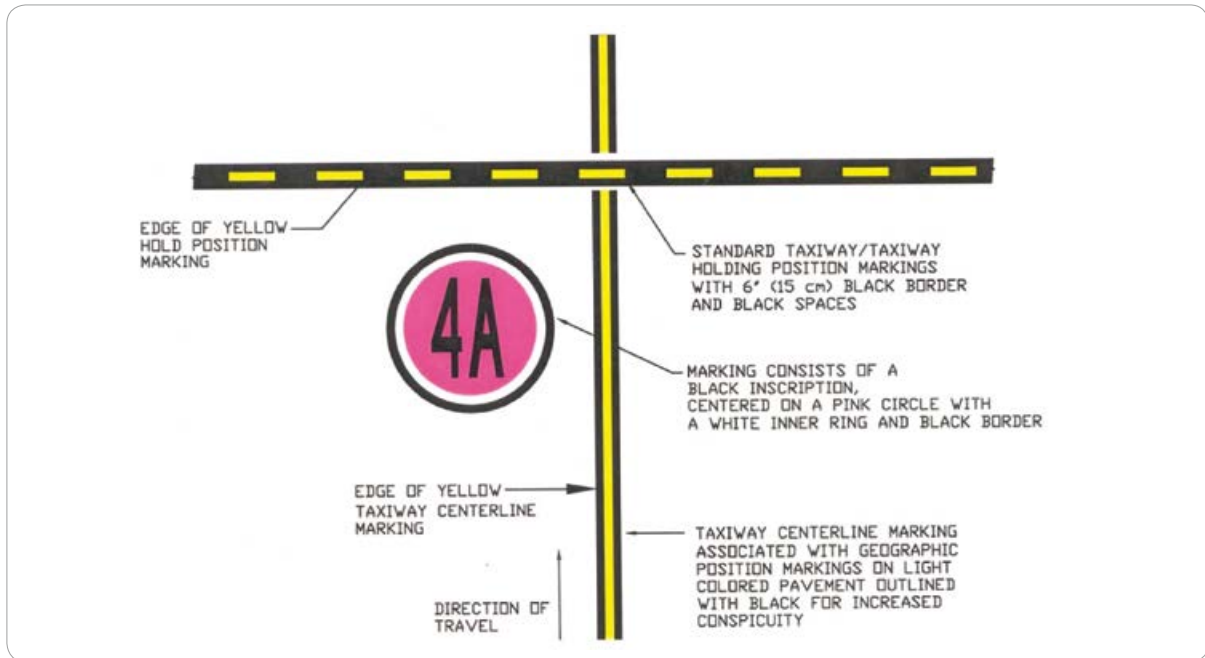 EDGE OF YELLOW
HOLD POSITION
MARKING
STANDARD TAXIWAY/TAXIWAY
HOLDING POSITION MARKINGS
WITH 6" (15 cm) BLACK BORDER
AND BLACK SPACES
4A
MARKING CONSISTS OF A
BLACK INSCRIPTION,
CENTERED ON A PINK CIRCLE WITH
A WHITE INNER RING AND BLACK BORDER
EDGE OF YELLOW
TAXIWAY CENTERLINE
MARKING
TAXIWAY CENTERLINE MARKING
ASSOCIATED WITH GEOGRAPHIC
POSITION MARKINGS ON LIGHT
COLORED PAVEMENT OUTLINED
WITH BLACK FOR INCREASED
CONSPICUITY
DIRECTION OF
TRAVEL